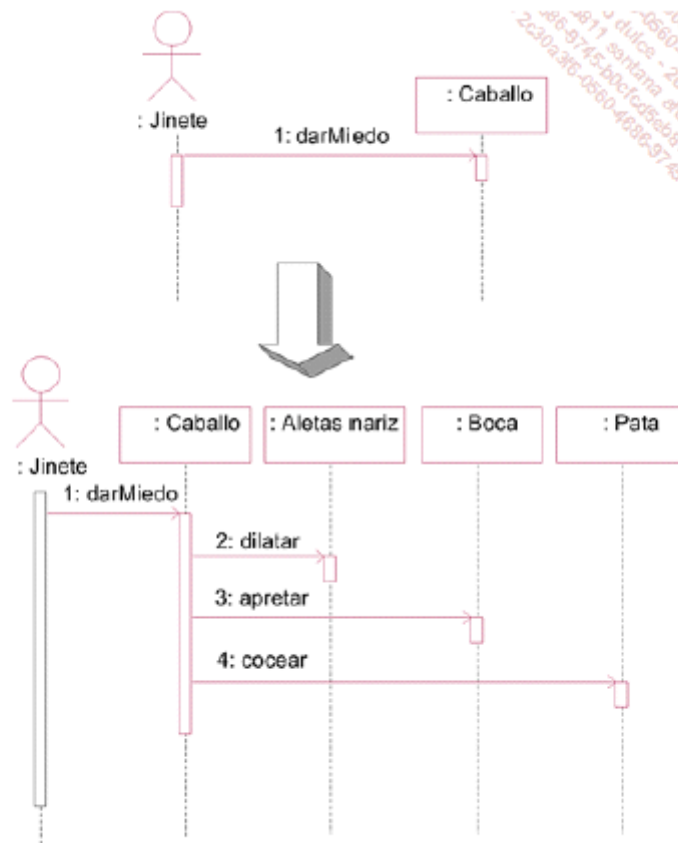 : Jinete
: Caballo
1: darMiedo
: Jinete
: Caballo
: Aletas nariz
: Boca
: Pata
1: darMiedo
2: dilatar
3: apretar
4: cocear